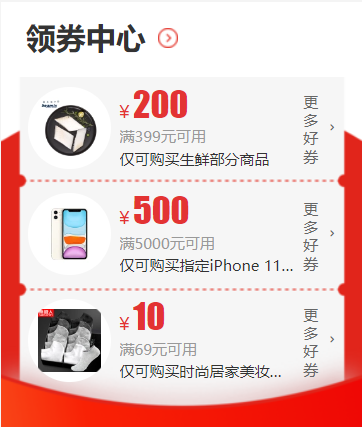 领券中心
¥200
满399元可用
仅可购买生鲜部分商品
更多好券
¥500
满5000元可用
仅可购买指定iPhone 11...
更多好券
¥10
满69元可用
仅可购买时尚居家美妆...
更多好券